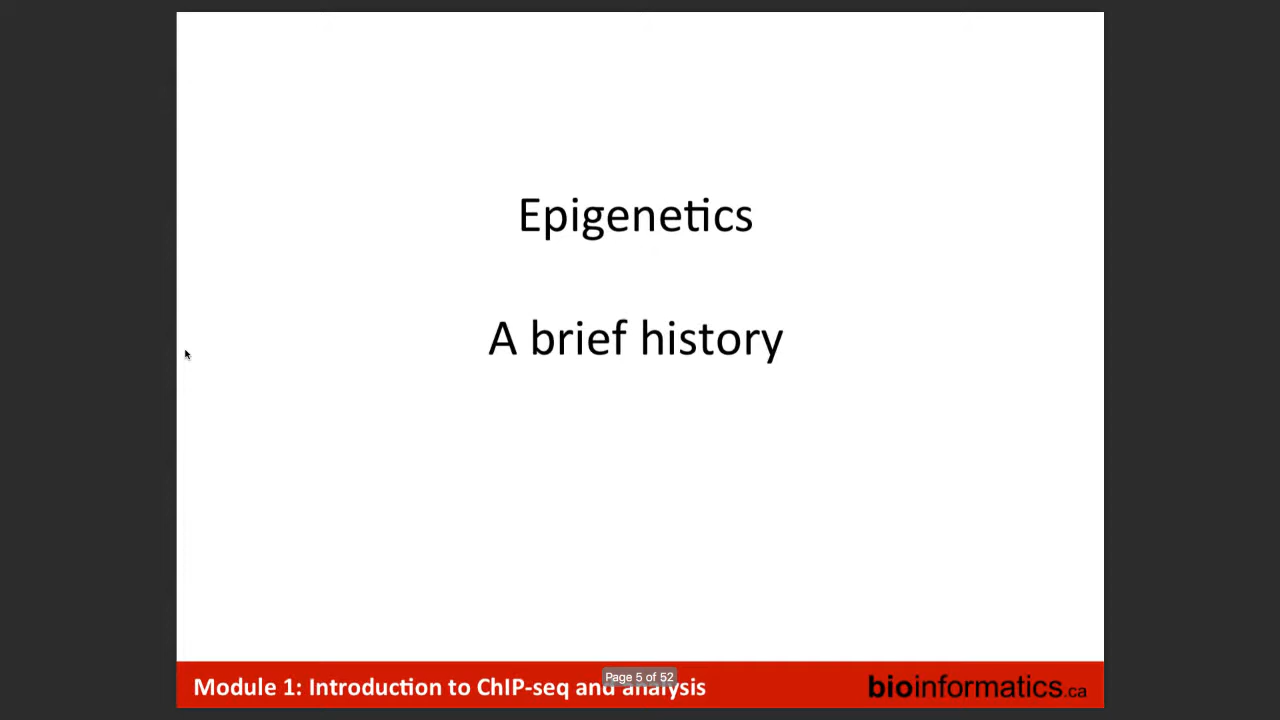 Epigenetics
A brief history
Module 1: Introduction to ChIP-seq and analysis
Page 5 of 52
bioinformatics.ca